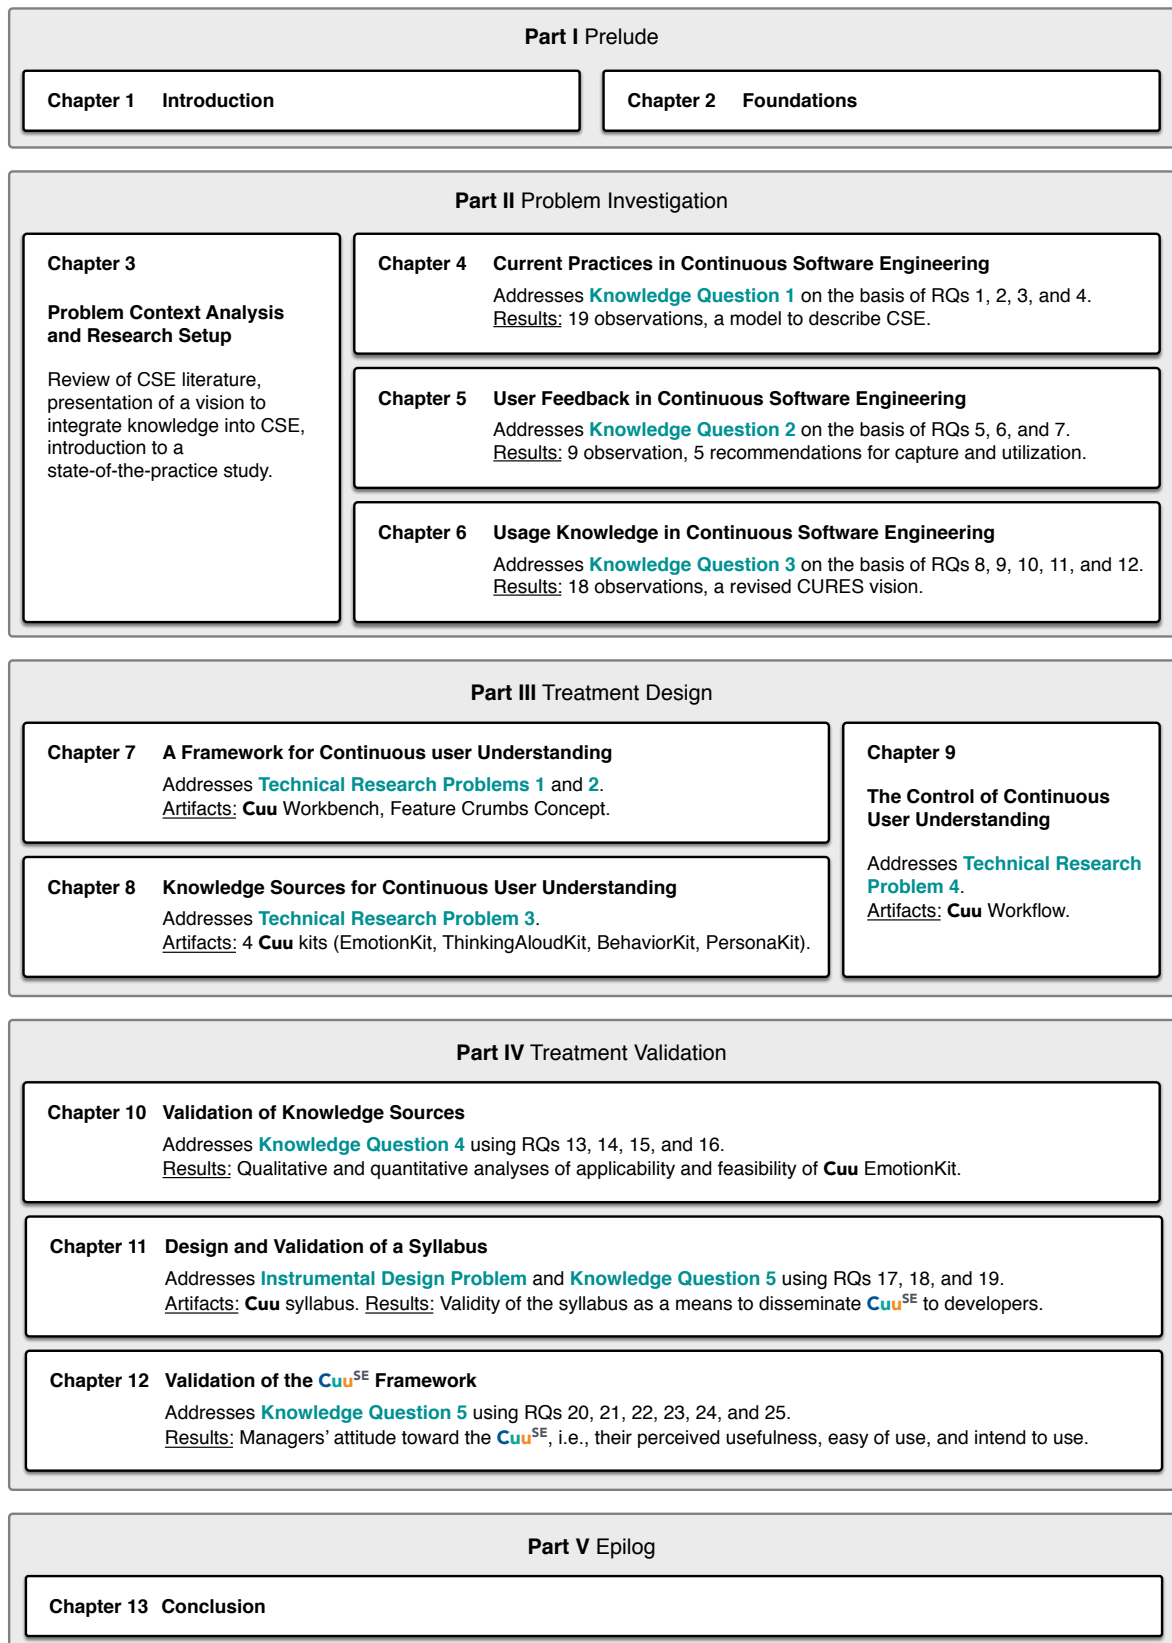 Part I Prelude
Chapter 1 Introduction
Chapter 2 Foundations
Part II Problem Investigation
Chapter 3
Problem Context Analysis
and Research Setup
Review of CSE literature,
presentation of a vision to
integrate knowledge into CSE,
introduction to a
state-of-the-practice study.
Chapter 4 Current Practices in Continuous Software Engineering
Addresses Knowledge Question 1 on the basis of RQs 1, 2, 3, and 4.
Results: 19 observations, a model to describe CSE.
Chapter 5 User Feedback in Continuous Software Engineering
Addresses Knowledge Question 2 on the basis of RQs 5, 6, and 7.
Results: 9 observation, 5 recommendations for capture and utilization.
Chapter 6 Usage Knowledge in Continuous Software Engineering
Addresses Knowledge Question 3 on the basis of RQs 8, 9, 10, 11, and 12.
Results: 18 observations, a revised CURES vision.
Part III Treatment Design
Chapter 7 A Framework for Continuous user Understanding
Addresses Technical Research Problems 1 and 2.
Artifacts: Cuu Workbench, Feature Crumbs Concept.
Chapter 8 Knowledge Sources for Continuous User Understanding
Addresses Technical Research Problem 3.
Artifacts: 4 Cuu kits (EmotionKit, ThinkingAloudKit, BehaviorKit, PersonaKit).
Chapter 9
The Control of Continuous
User Understanding
Addresses Technical Research
Problem 4.
Artifacts: Cuu Workflow.
Part IV Treatment Validation
Chapter 10 Validation of Knowledge Sources
Addresses Knowledge Question 4 using RQs 13, 14, 15, and 16.
Results: Qualitative and quantitative analyses of applicability and feasibility of Cuu EmotionKit.
Chapter 11 Design and Validation of a Syllabus
Addresses Instrumental Design Problem and Knowledge Question 5 using RQs 17, 18, and 19.
Artifacts: Cuu syllabus. Results: Validity of the syllabus as a means to disseminate CuuSE to developers.
Chapter 12 Validation of the CuuSE Framework
Addresses Knowledge Question 5 using RQs 20, 21, 22, 23, 24, and 25.
Results: Managers' attitude toward the CuuSE, i.e., their perceived usefulness, easy of use, and intend to use.
Part V Epilog
Chapter 13 Conclusion